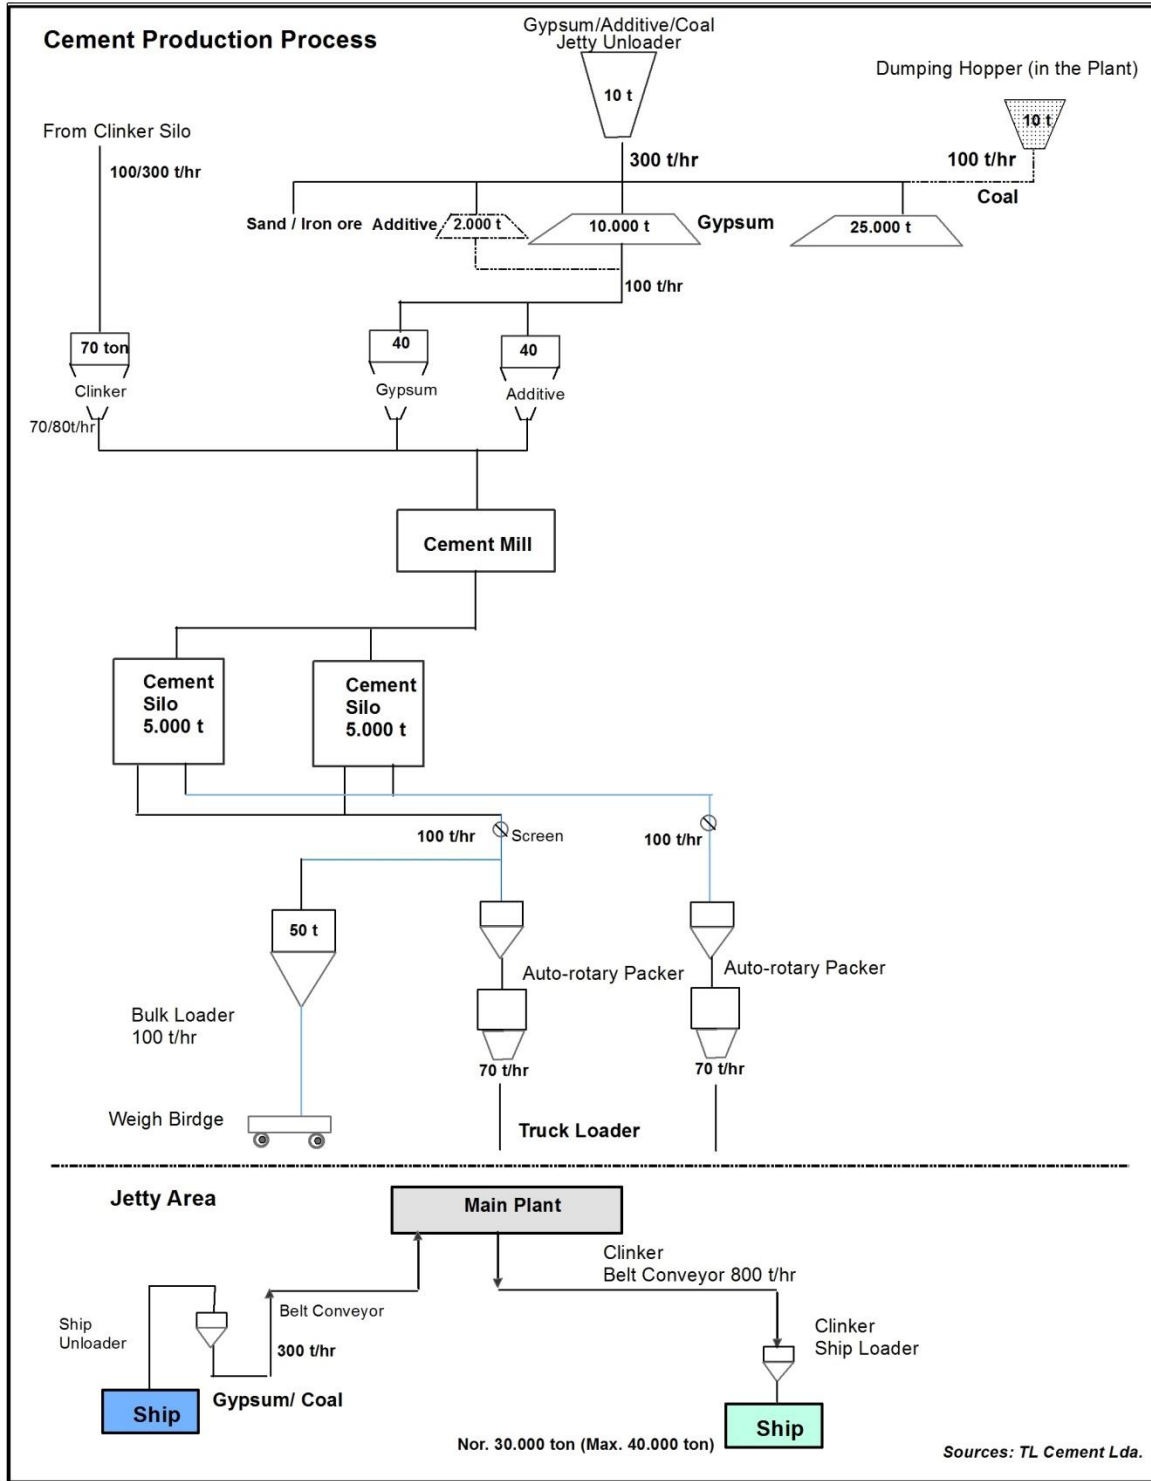 Cement Production Process
Gypsum/Additive/Coal
Jetty Unloader
10 t
Dumping Hopper (in the Plant)
10 t
From Clinker Silo
100/300 t/hr
300 t/hr
100 t/hr
Coal
Sand / Iron ore
Additive
2.000 t
10.000 t
Gypsum
25.000 t
100 t/hr
70 ton
40
40
Clinker
Gypsum
Additive
70/80t/hr
Cement Mill
Cement
Silo
5.000 t
Cement
Silo
5.000 t
100 t/hr
Screen
100 t/hr
50 t
Auto-rotary Packer
Auto-rotary Packer
Bulk Loader
100 t/hr
70 t/hr
70 t/hr
Weigh Birdge
Truck Loader
Jetty Area
Main Plant
Clinker
Belt Conveyor 800 t/hr
Belt Conveyor
Ship
Unloader
300 t/hr
Clinker
Ship Loader
Gypsum/ Coal
Ship
Ship
Nor. 30.000 ton (Max. 40.000 ton)
Sources: TL Cement Lda.